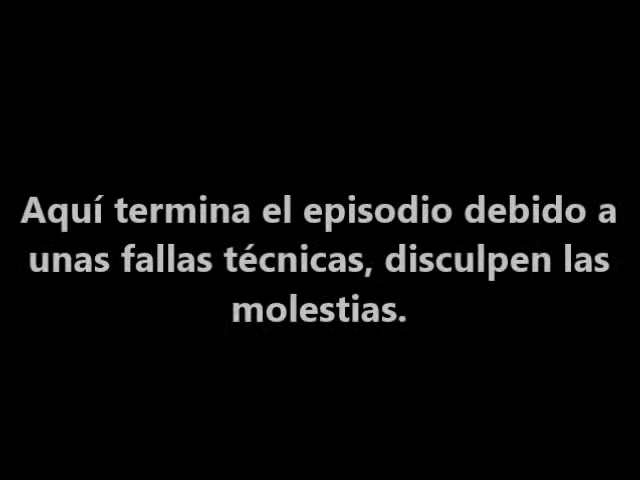 Aquí termina el episodio debido a
unas fallas técnicas, disculpen las
molestias.